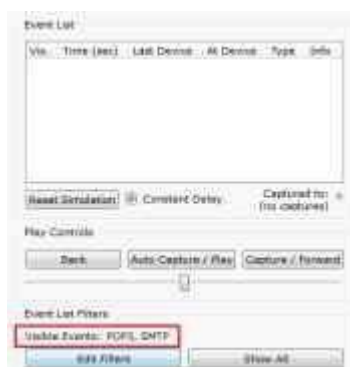 Event List
Vis. Time (sec) Last Device At Device Type Info
Reset Simulation Constant Delay Captured to:
(no captures)
Play Controls
Back Auto Capture / Play Capture / Forward
Event List Filters
Visible Events: POP3, SMTP
Edit Filters Show All